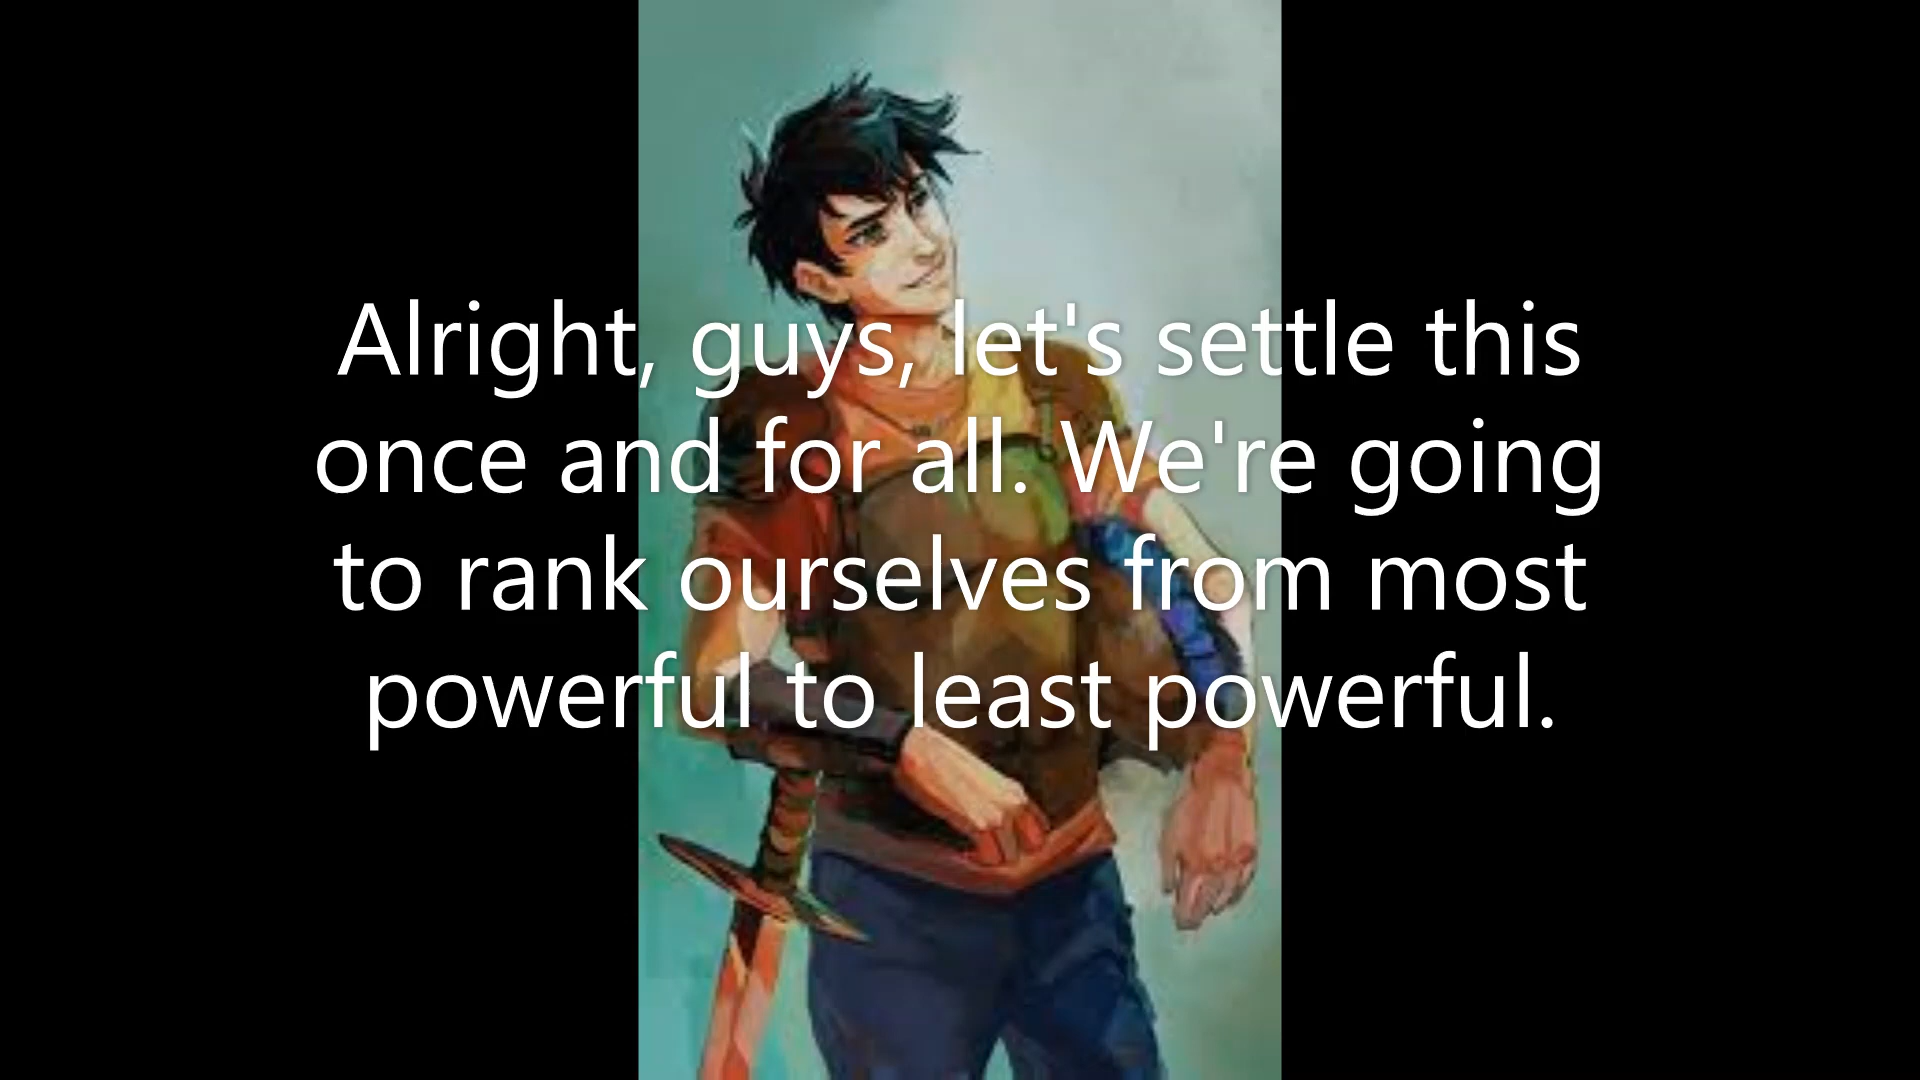 Alright, guys, let's settle this
once and for all. We're going
to rank ourselves from most
powerful to least powerful.